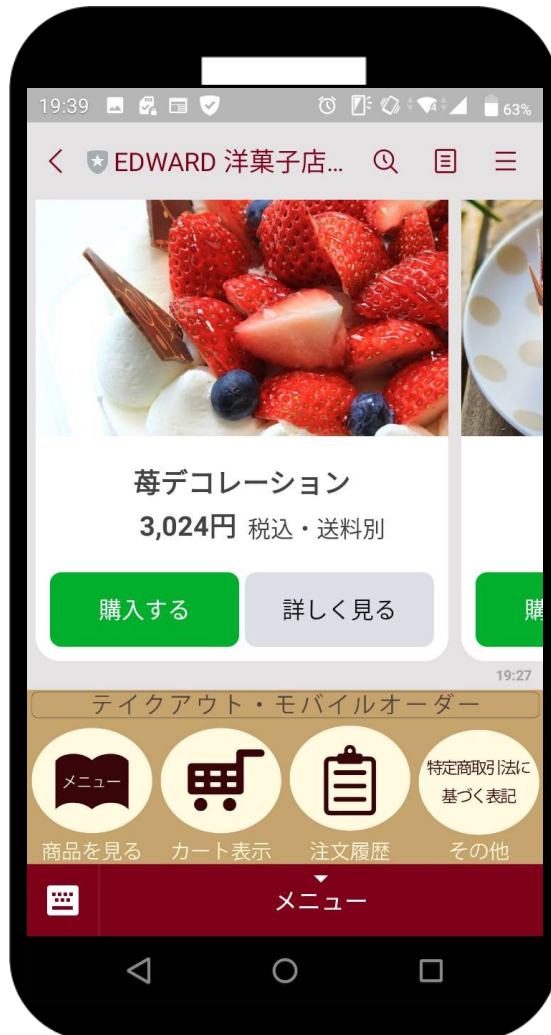 19:39
63%
EDWARD 洋菓子店...
苺デコレーション
3,024円 税込・送料別
購入する
詳しく見る
購
19:27
テイクアウト・モバイルオーダー
メニュー
特定商取引法に
基づく表記
商品を見る
カート表示
注文履歴
その他
メニュー